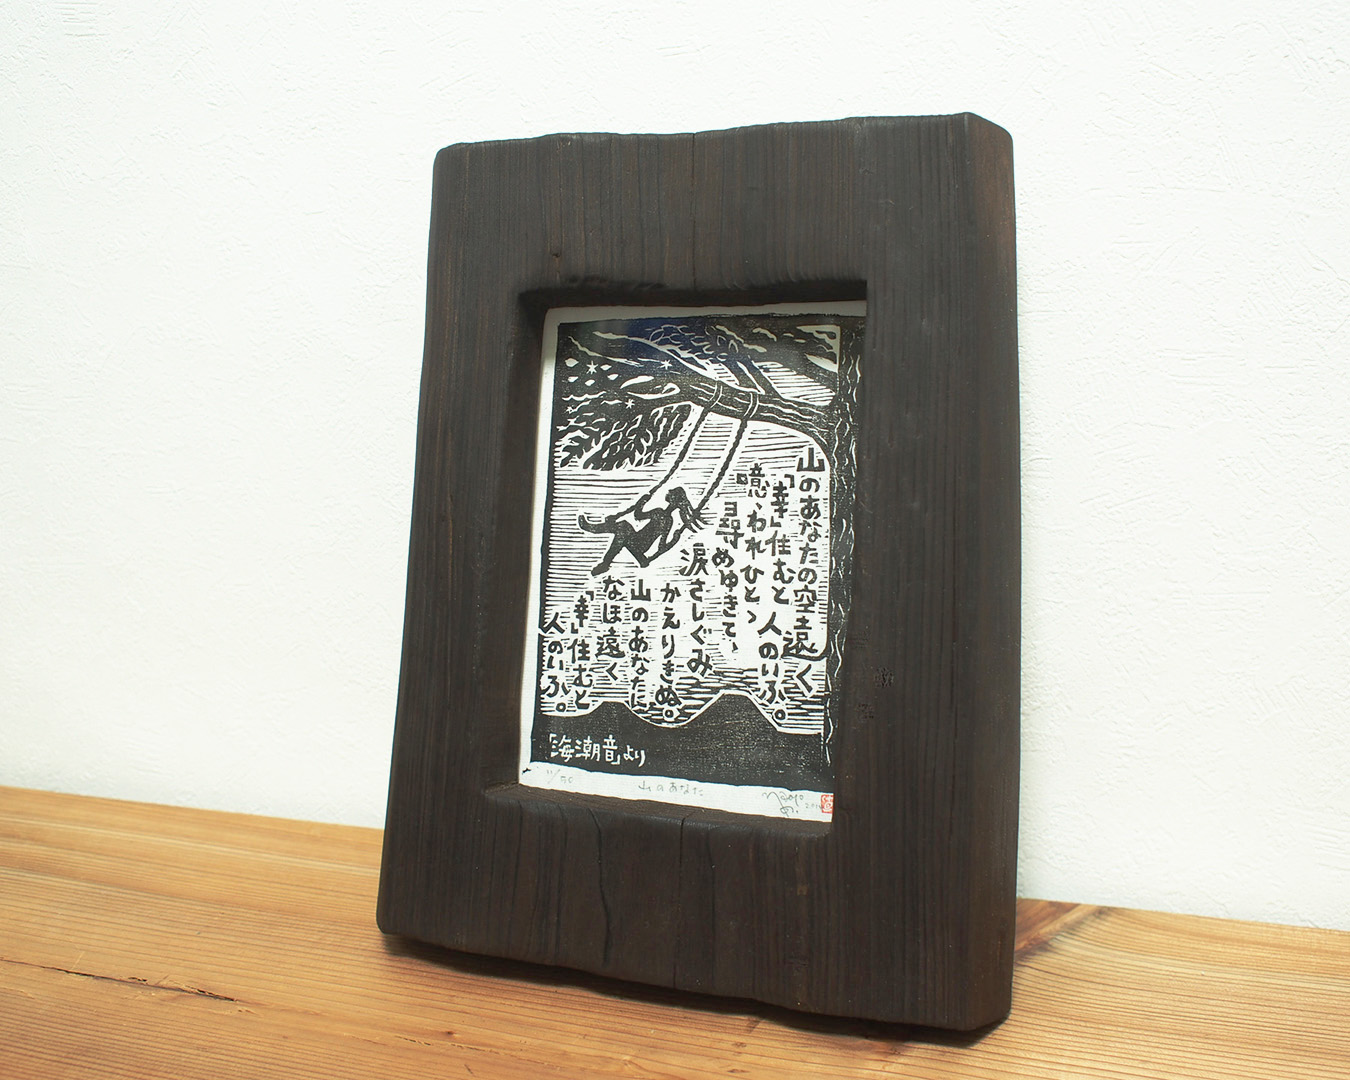 山のあなたの空遠く
「幸」住むと人のいふ。
噫、われひとゝ
尋めゆきて、
涙さしぐみ
かえりきぬ。
山のあなたに
なほ遠く
「幸」住むと
人のいふ。
「海潮音」より
山のあなた